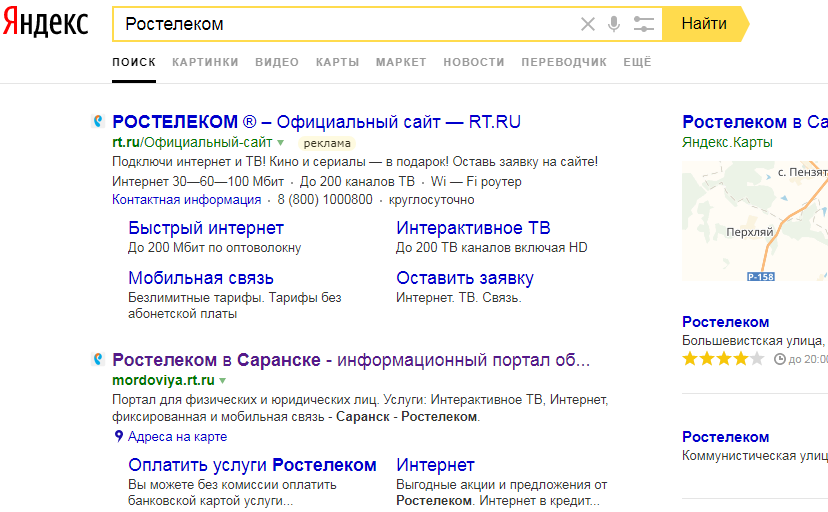 Яндекс
Ростелеком
Найти
ПОИСК КАРТИНКИ ВИДЕО КАРТЫ МАРКЕТ НОВОСТИ ПЕРЕВОДЧИК ЕЩЁ
РОСТЕЛЕКОМ ® – Официальный сайт — RT.RU
rt.ru/Официальный-сайт реклама
Подключи интернет и ТВ! Кино и сериалы — в подарок! Оставь заявку на сайте!
Интернет 30—60—100 Мбит · До 200 каналов ТВ · Wi — Fi роутер
Контактная информация · 8 (800) 1000800 · круглосуточно
Быстрый интернет
До 200 Мбит по оптоволокну
Интерактивное ТВ
До 200 ТВ каналов включая HD
Мобильная связь
Безлимитные тарифы. Тарифы без
абонетской платы
Оставить заявку
Интернет. ТВ. Связь.
Ростелеком в Саранске - информационный портал об...
mordoviya.rt.ru
Портал для физических и юридических лиц. Услуги: Интерактивное ТВ, Интернет,
фиксированная и мобильная связь - Саранск - Ростелеком.
Адреса на карте
Оплатить услуги Ростелеком
Вы можете без комиссии оплатить
банковской картой услуги...
Интернет
Выгодные акции и предложения от
Ростелеком. Интернет в кредит...
Ростелеком в Са
Яндекс.Карты
с. Пензят
Перхляй
Р-158
Ростелеком
Большевистская улица,
до 20:00
Ростелеком
Коммунистическая улиц